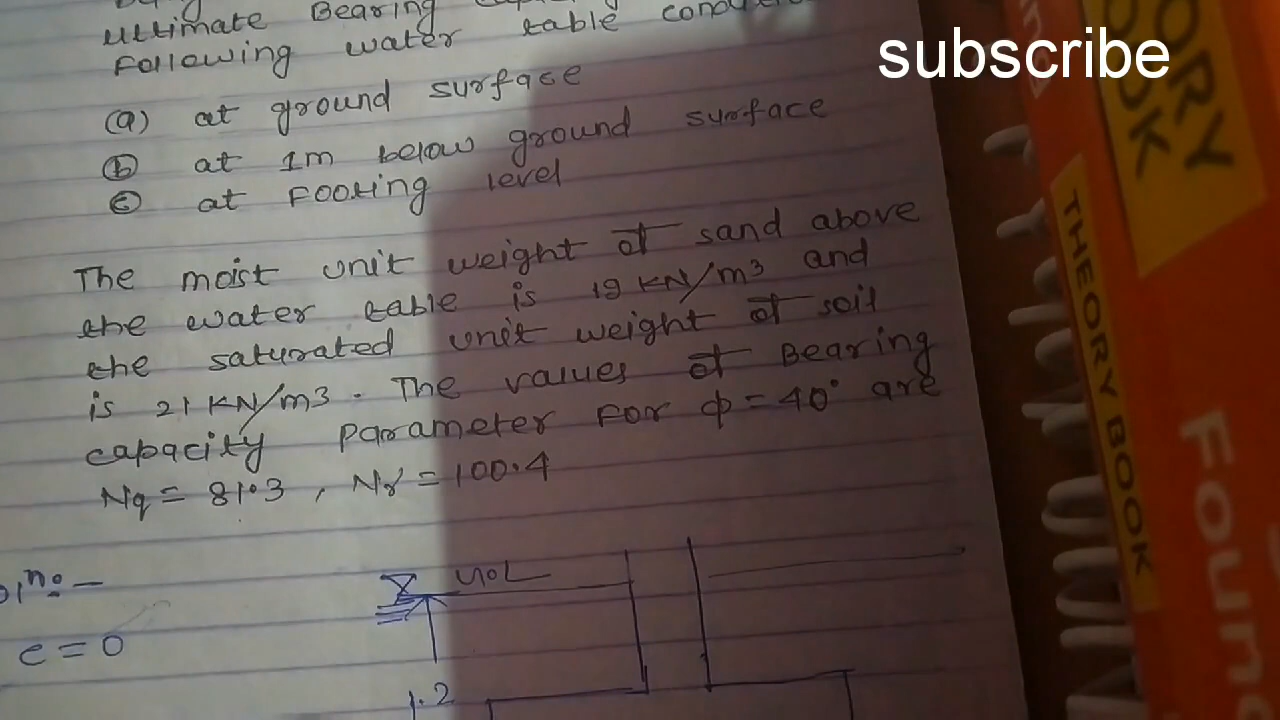 ultimate Bearing
following water table
(a) at ground surface
(b) at 1m below ground surface
(c) at Footing level
The moist unit weight of sand above
the water table is 19 KN/m3 and
the saturated unit weight of soil
is 21 KN/m3. The values of Bearing
capacity Parameter For φ = 40° are
Nq = 81.3, Nγ = 100.4
c = 0
1.2
subscribe
THEORY BOOK